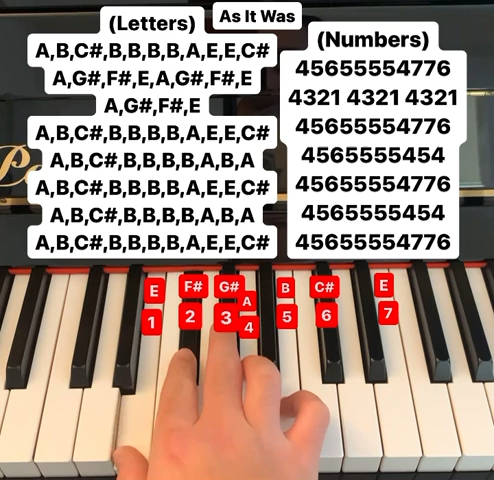 As It Was
(Letters)
A,B,C#,B,B,B,B,A,E,E,C#
A,G#,F#,E,A,G#,F#,E
A,G#,F#,E
A,B,C#,B,B,B,B,A,E,E,C#
A,B,C#,B,B,B,B,A,B,A
A,B,C#,B,B,B,B,A,E,E,C#
A,B,C#,B,B,B,B,A,B,A
A,B,C#,B,B,B,B,A,E,E,C#
(Numbers)
45655554776
4321 4321 4321
45655554776
4565555454
45655554776
4565555454
45655554776
E F# G# A B C# E
1 2 3 4 5 6 7